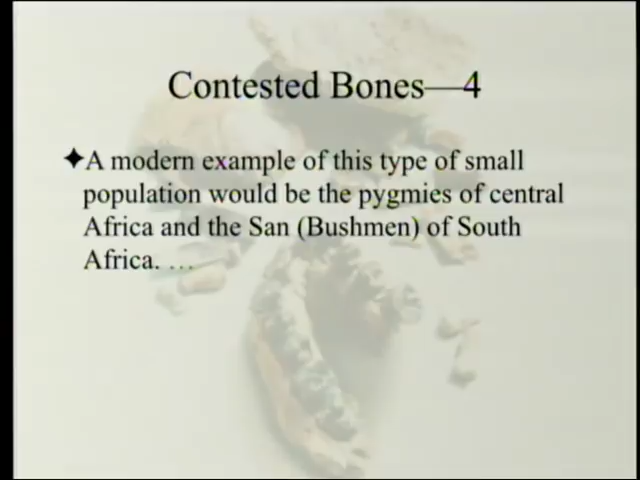 Contested Bones—4
✦A modern example of this type of small
population would be the pygmies of central
Africa and the San (Bushmen) of South
Africa. …